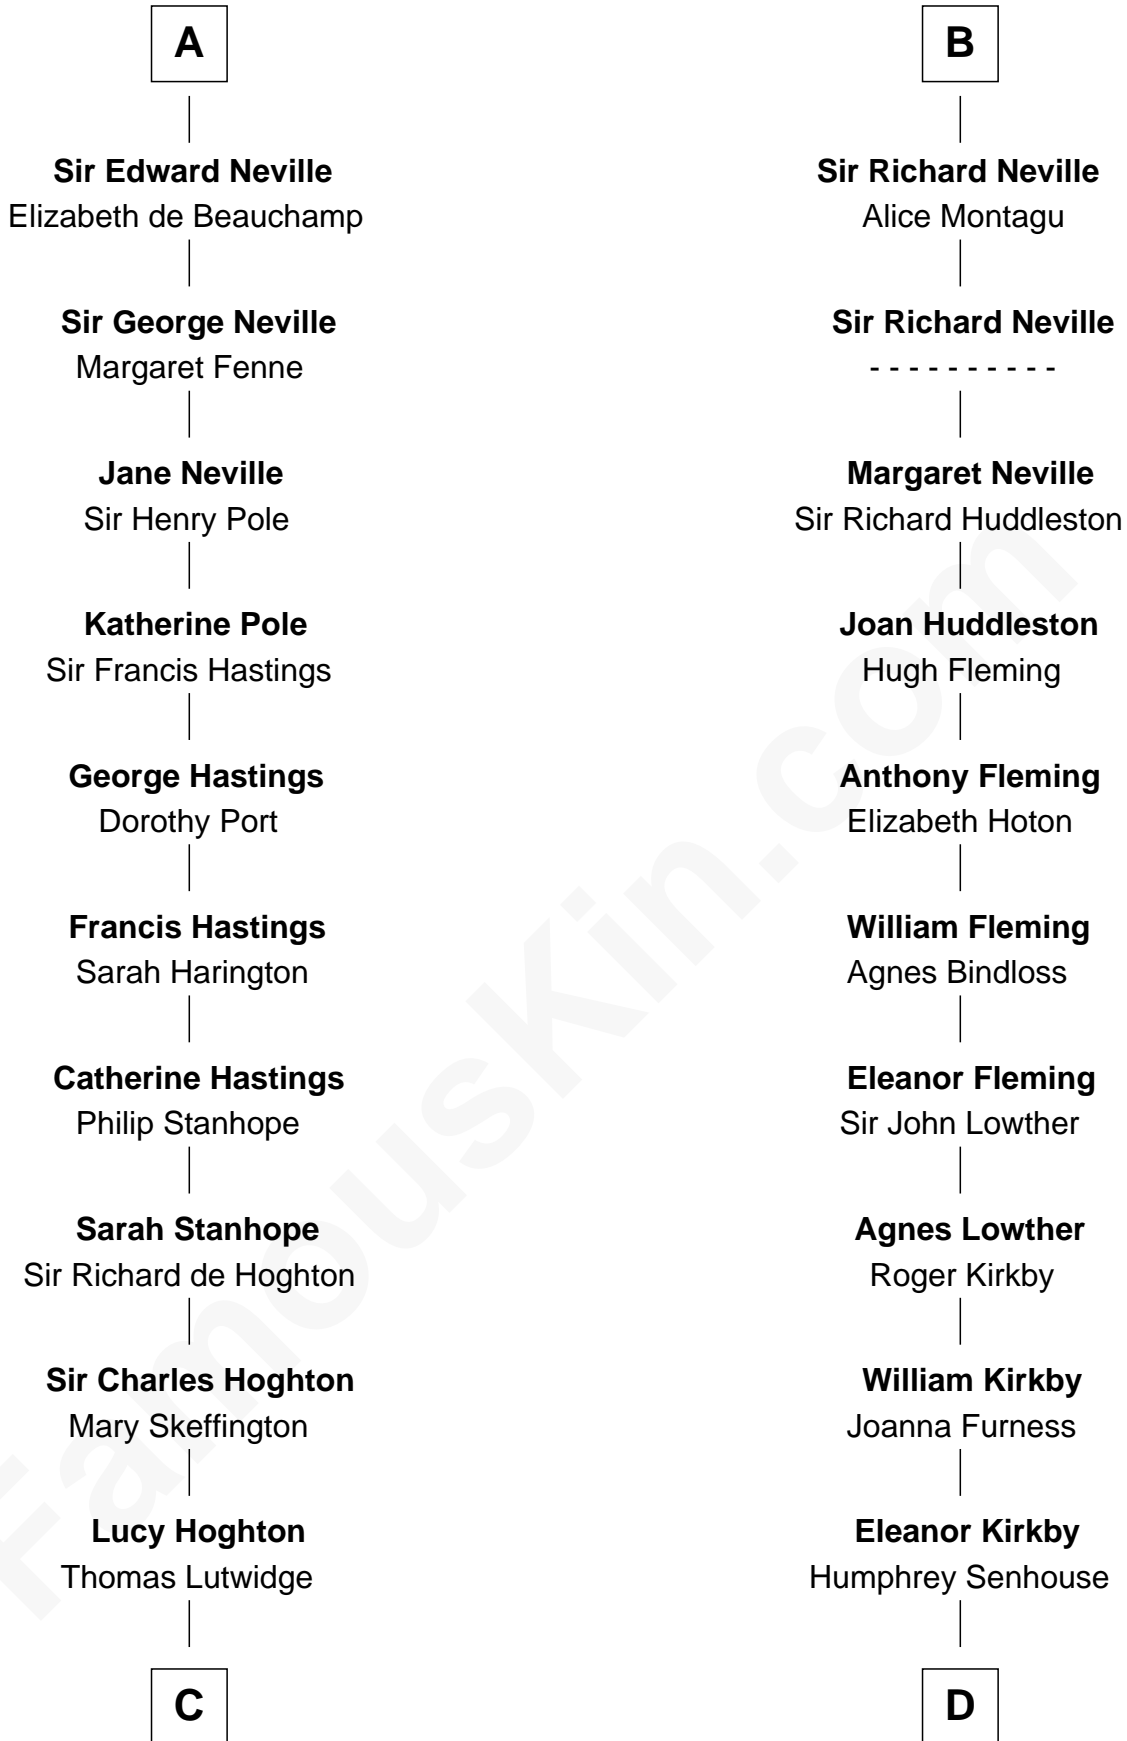 A
Sir Edward Neville
Elizabeth de Beauchamp
Sir George Neville
Margaret Fenne
Jane Neville
Sir Henry Pole
Katherine Pole
Sir Francis Hastings
George Hastings
Dorothy Port
Francis Hastings
Sarah Harington
Catherine Hastings
Philip Stanhope
Sarah Stanhope
Sir Richard de Hoghton
Sir Charles Hoghton
Mary Skeffington
Lucy Hoghton
Thomas Lutwidge
C
B
Sir Richard Neville
Alice Montagu
Sir Richard Neville
- - - - - - - - - -
Margaret Neville
Sir Richard Huddleston
Joan Huddleston
Hugh Fleming
Anthony Fleming
Elizabeth Hoton
William Fleming
Agnes Bindloss
Eleanor Fleming
Sir John Lowther
Agnes Lowther
Roger Kirkby
William Kirkby
Joanna Furness
Eleanor Kirkby
Humphrey Senhouse
D
FamousKin.com